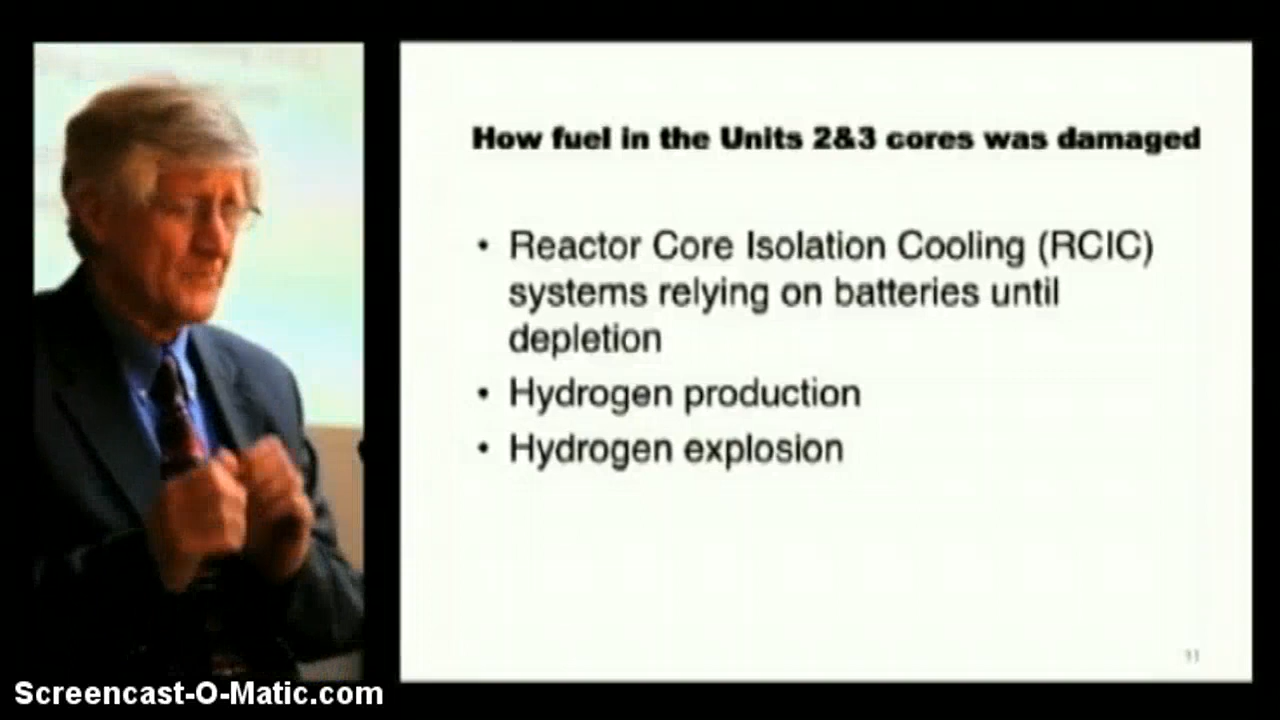 How fuel in the Units 2&3 cores was damaged
• Reactor Core Isolation Cooling (RCIC)
systems relying on batteries until
depletion
• Hydrogen production
• Hydrogen explosion
11
Screencast-O-Matic.com